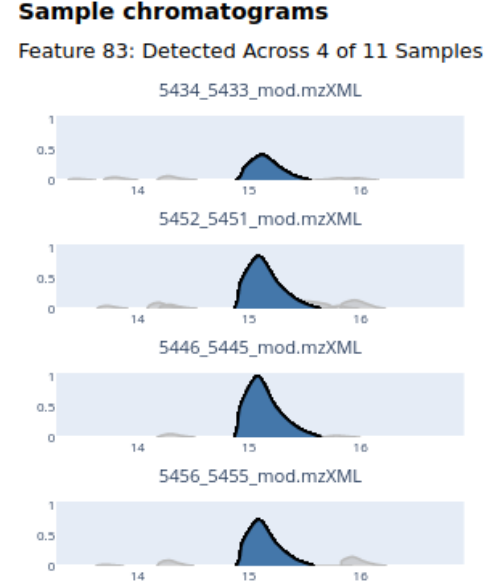 Sample chromatograms
Feature 83: Detected Across 4 of 11 Samples
5434_5433_mod.mzXML
1
0.5
0
14 15 16
5452_5451_mod.mzXML
1
0.5
0
14 15 16
5446_5445_mod.mzXML
1
0.5
0
14 15 16
5456_5455_mod.mzXML
1
0.5
0
14 15 16